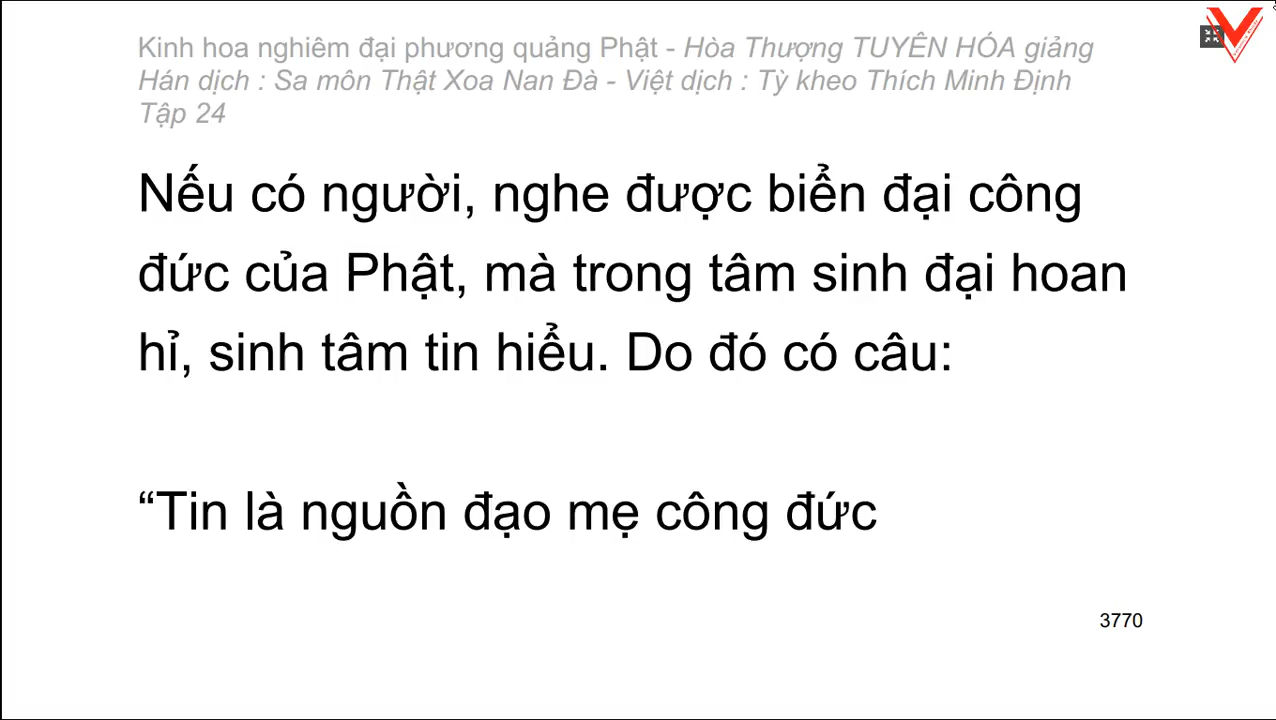 Kinh hoa nghiêm đại phương quảng Phật - Hòa Thượng TUYÊN HÓA giảng
Hán dịch : Sa môn Thật Xoa Nan Đà - Việt dịch : Tỳ kheo Thích Minh Định
Tập 24
Nếu có người, nghe được biển đại công
đức của Phật, mà trong tâm sinh đại hoan
hỉ, sinh tâm tin hiểu. Do đó có câu:
“Tin là nguồn đạo mẹ công đức
3770